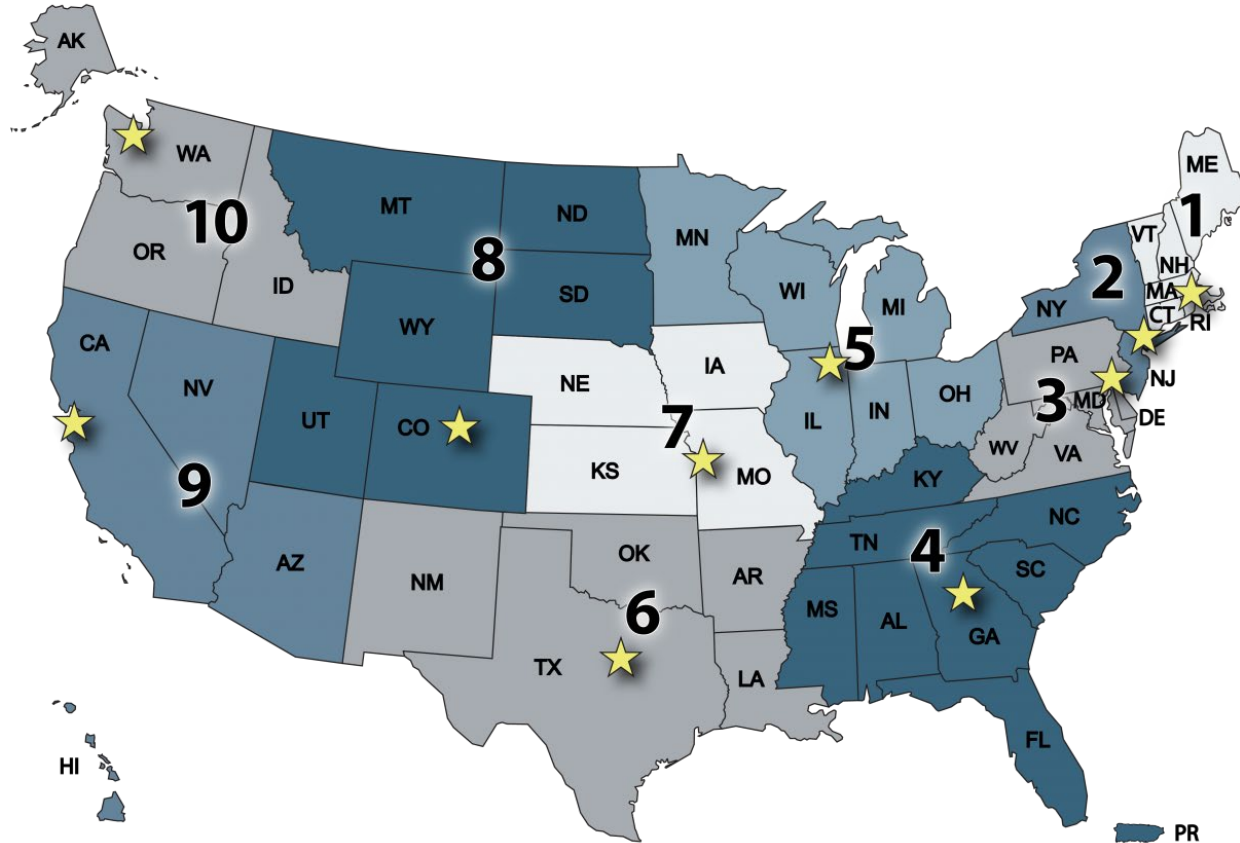 AK
WA
10
OR
ID
MT
8
ND
SD
WY
MN
WI
MI
5
ME
1
VT
NH
2
NY
MA
CT
RI
CA
NV
9
UT
CO
NE
IA
7
KS
MO
IL
IN
OH
PA
3
NJ
MD
DE
WV
VA
KY
AZ
NM
OK
6
TX
AR
LA
TN
4
NC
SC
MS
AL
GA
FL
HI
PR